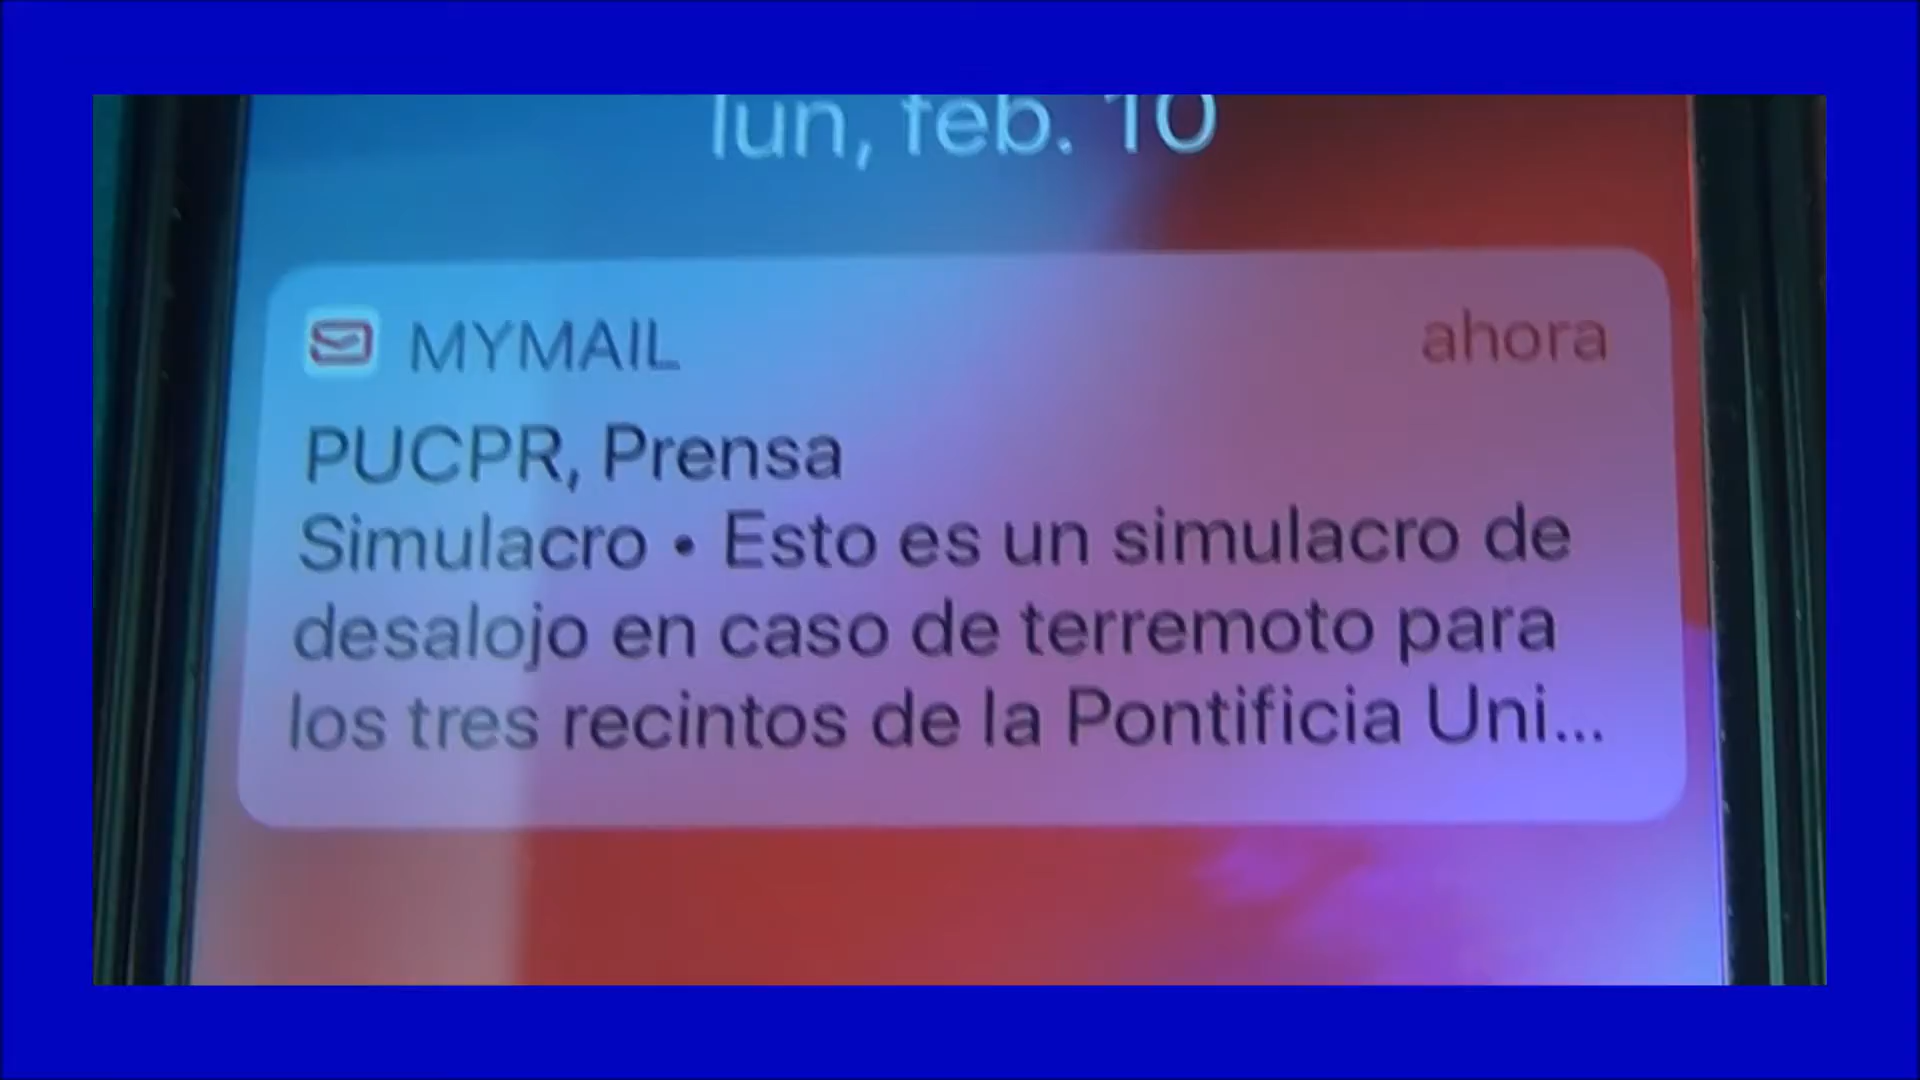 lun, feb. 10
MYMAIL
ahora
PUCPR, Prensa
Simulacro • Esto es un simulacro de
desalojo en caso de terremoto para
los tres recintos de la Pontificia Uni...